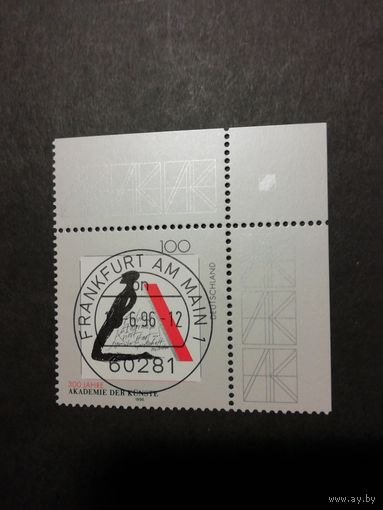 100
DEUTSCHLAND
FRANKFURT AM MAIN 1
on
.6.96-12
60281
300 JAHRE
AKADEMIE DER KÜNSTE
1996
www.ay.by